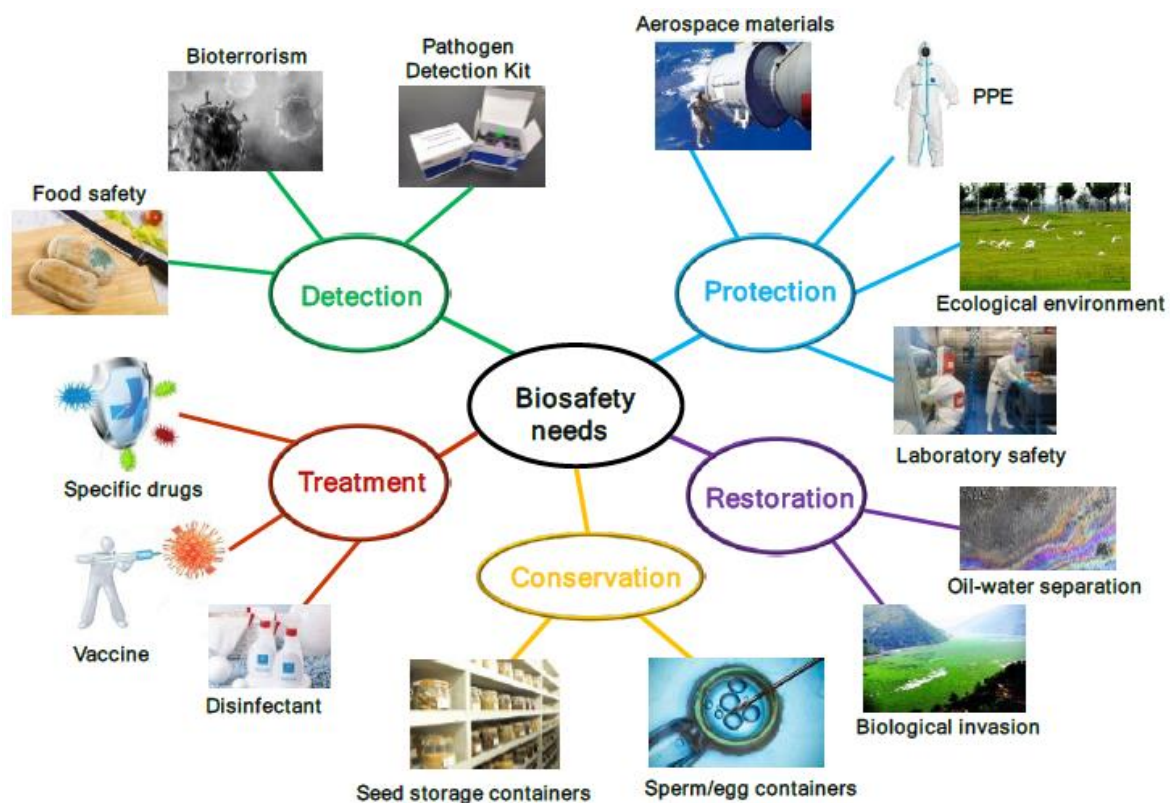 Aerospace materials
Bioterrorism
Pathogen
Detection Kit
PPE
Food safety
Detection
Protection
Ecological environment
Biosafety
needs
Laboratory safety
Specific drugs
Treatment
Restoration
Conservation
Oil-water separation
Vaccine
Disinfectant
Biological invasion
Seed storage containers
Sperm/egg containers